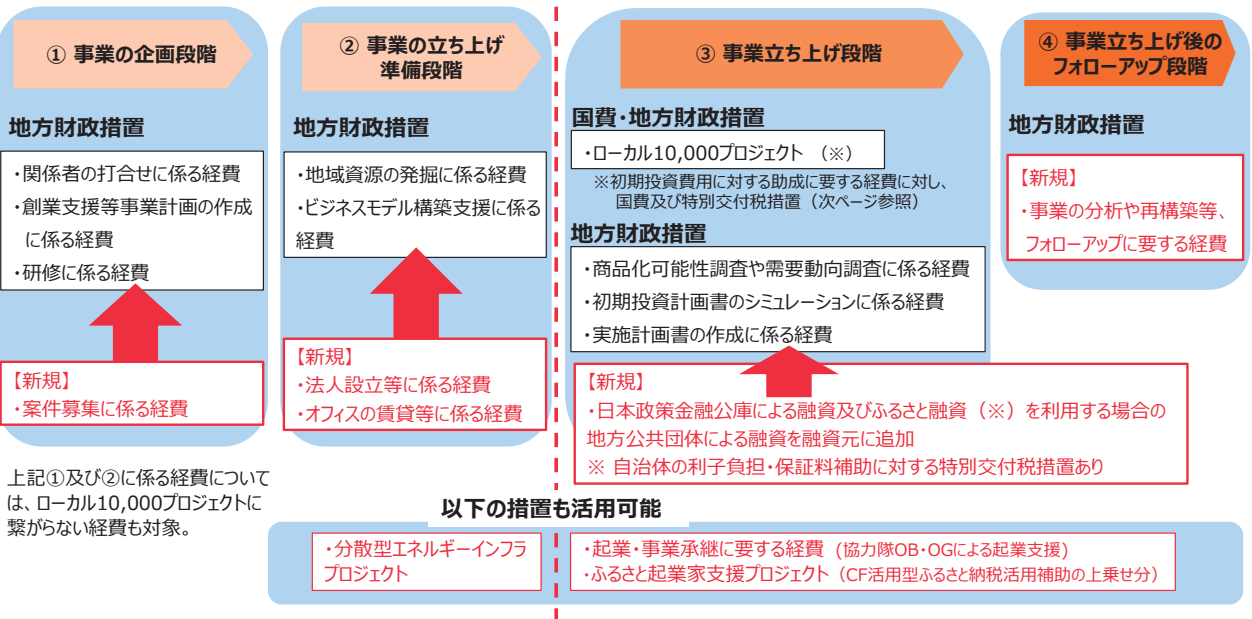 ① 事業の企画段階
地方財政措置
・関係者の打合せに係る経費
・創業支援等事業計画の作成
に係る経費
・研修に係る経費
【新規】
・案件募集に係る経費
上記①及び②に係る経費について
は、ローカル10,000プロジェクトに
繋がらない経費も対象。
② 事業の立ち上げ
準備段階
地方財政措置
・地域資源の発掘に係る経費
・ビジネスモデル構築支援に係る
経費
【新規】
・法人設立等に係る経費
・オフィスの賃貸等に係る経費
③ 事業立ち上げ段階
国費・地方財政措置
・ローカル10,000プロジェクト （※）
※初期投資費用に対する助成に要する経費に対し、
国費及び特別交付税措置（次ページ参照）
地方財政措置
・商品化可能性調査や需要動向調査に係る経費
・初期投資計画書のシミュレーションに係る経費
・実施計画書の作成に係る経費
【新規】
・日本政策金融公庫による融資及びふるさと融資（※）を利用する場合の
地方公共団体による融資を融資元に追加
※ 自治体の利子負担・保証料補助に対する特別交付税措置あり
④ 事業立ち上げ後の
フォローアップ段階
地方財政措置
【新規】
・事業の分析や再構築等、
フォローアップに要する経費
以下の措置も活用可能
・分散型エネルギーインフラ
プロジェクト
・起業・事業承継に要する経費 (協力隊OB・OGによる起業支援)
・ふるさと起業家支援プロジェクト（CF活用型ふるさと納税活用補助の上乗せ分）